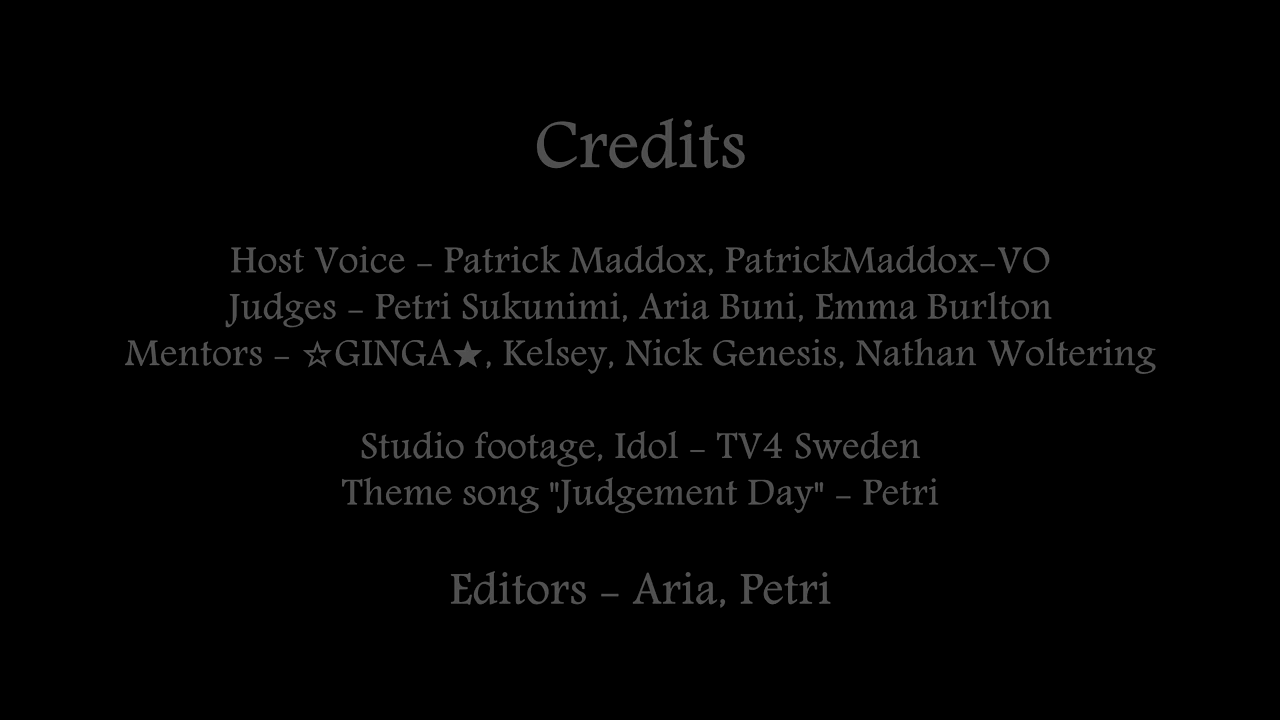 Credits
Host Voice – Patrick Maddox, PatrickMaddox–VO
Judges – Petri Sukunimi, Aria Buni, Emma Burlton
Mentors – ☆GINGA★, Kelsey, Nick Genesis, Nathan Woltering
Studio footage, Idol – TV4 Sweden
Theme song "Judgement Day" – Petri
Editors – Aria, Petri